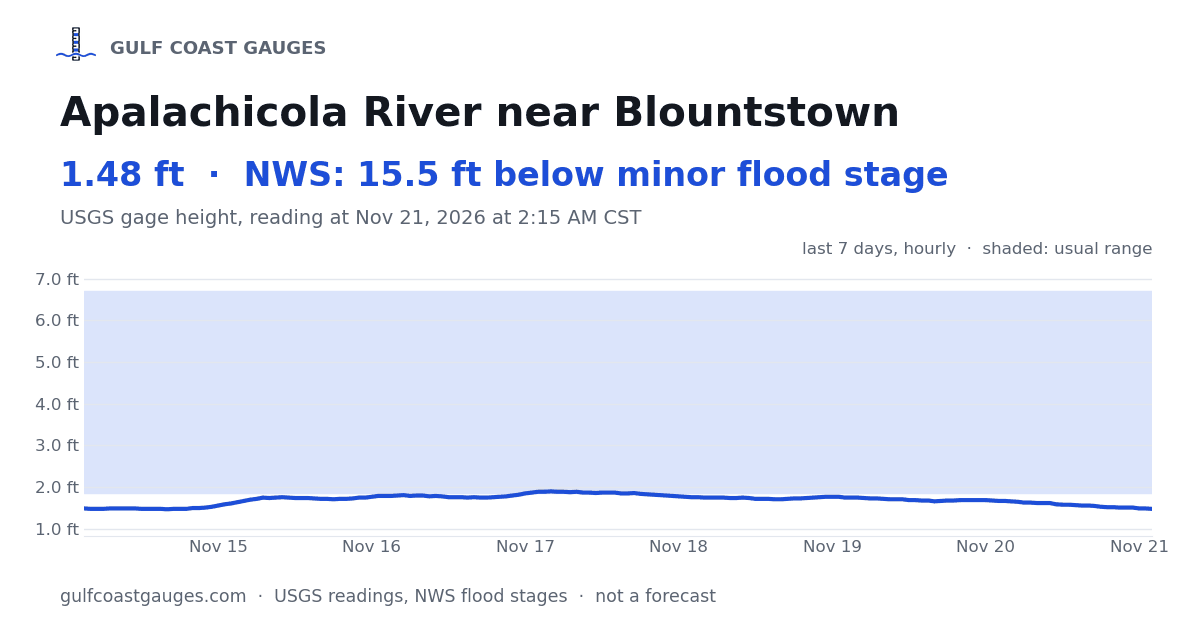 GULF COAST GAUGES
Apalachicola River near Blountstown
1.48 ft · NWS: 15.5 ft below minor flood stage
USGS gage height, reading at Nov 21, 2026 at 2:15 AM CST
last 7 days, hourly · shaded: usual range
7.0 ft
6.0 ft
5.0 ft
4.0 ft
3.0 ft
2.0 ft
1.0 ft
Nov 15 Nov 16 Nov 17 Nov 18 Nov 19 Nov 20 Nov 21
gulfcoastgauges.com · USGS readings, NWS flood stages · not a forecast